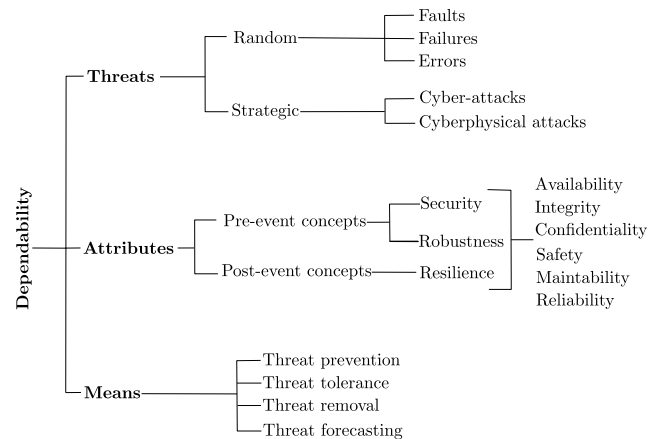 Dependability
Threats
Random
Faults
Failures
Errors
Strategic
Cyber-attacks
Cyberphysical attacks
Attributes
Pre-event concepts
Security
Robustness
Post-event concepts
Resilience
Availability
Integrity
Confidentiality
Safety
Maintability
Reliability
Means
Threat prevention
Threat tolerance
Threat removal
Threat forecasting